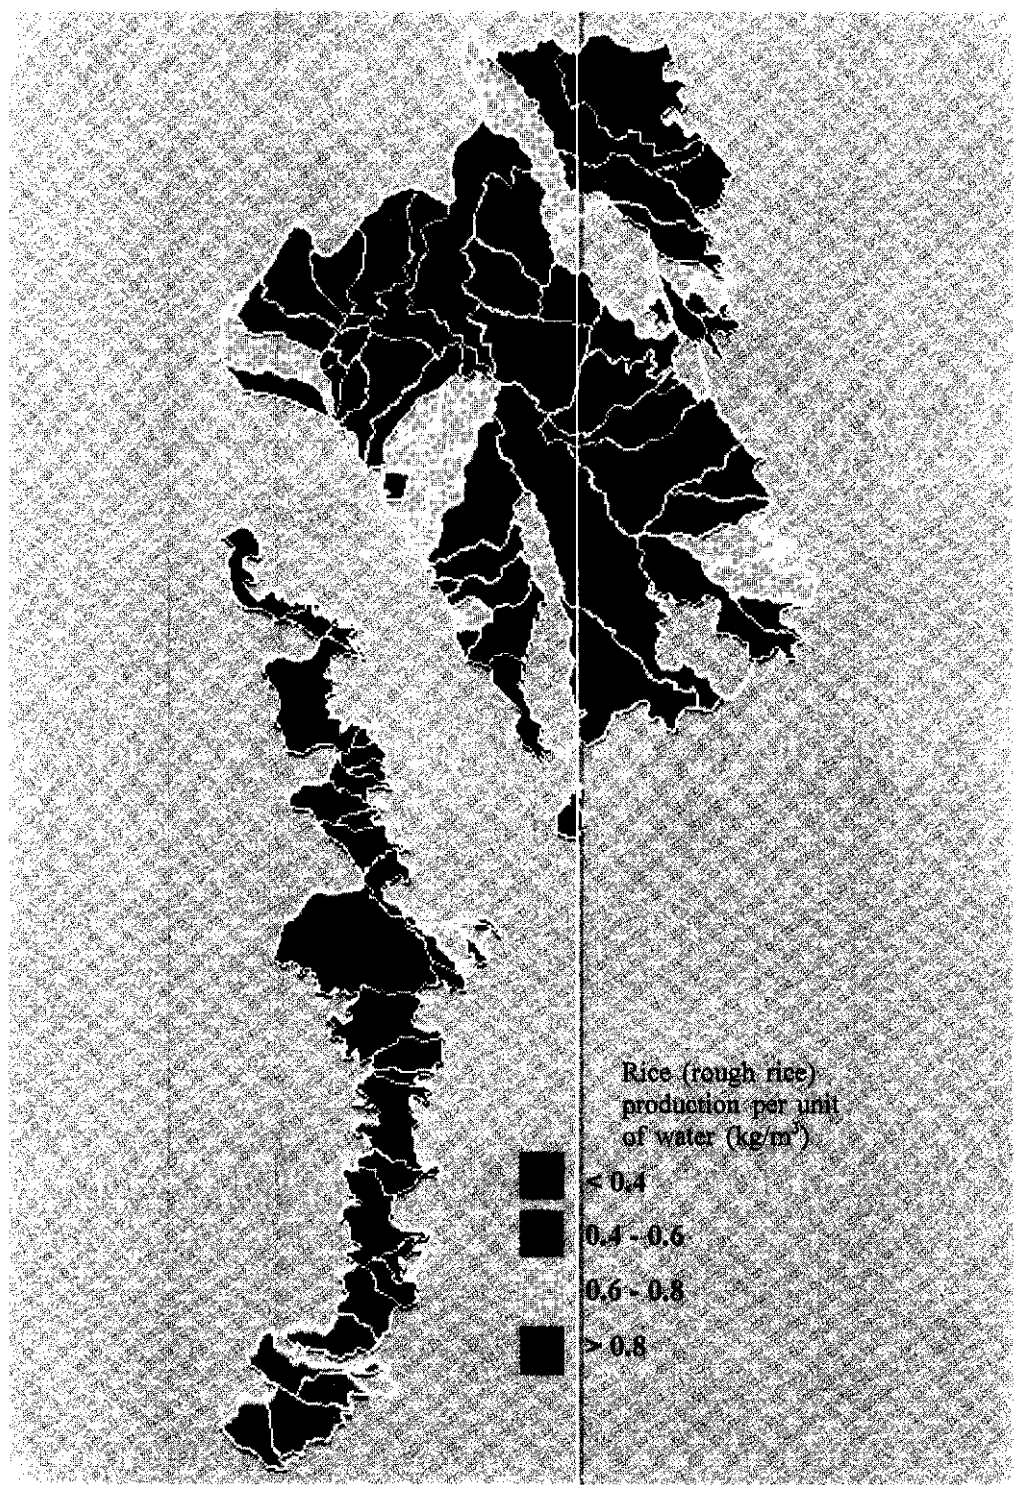 Rice (rough rice)
production per unit
of water (kg/m³)
< 0.4
0.4 - 0.6
0.6 - 0.8
> 0.8